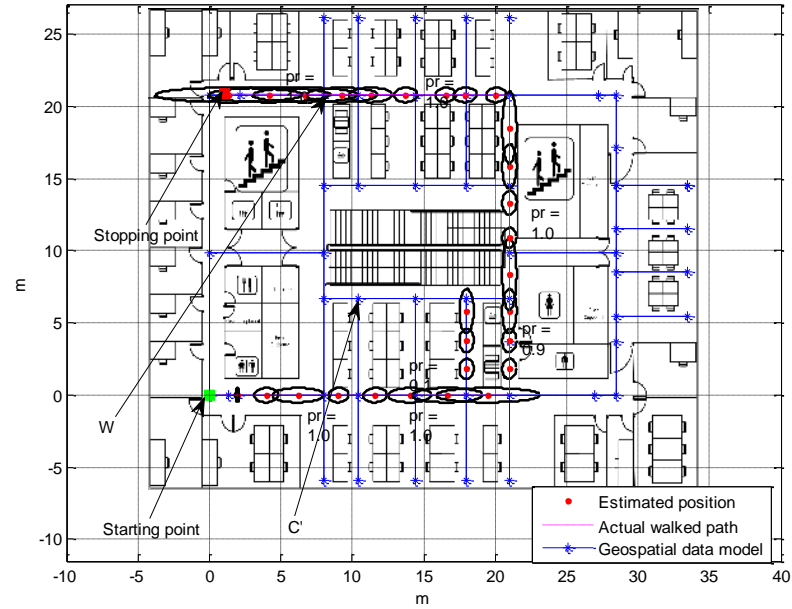 m
25
20
15
10
5
0
-5
-10
pr =
pr =
1.0
Stopping point
pr =
1.0
pr =
0.9
0.1
W
pr =
1.0
pr =
1.0
Starting point
C'
Estimated position
Actual walked path
Geospatial data model
-10
-5
0
5
10
15
20
25
30
35
40
m